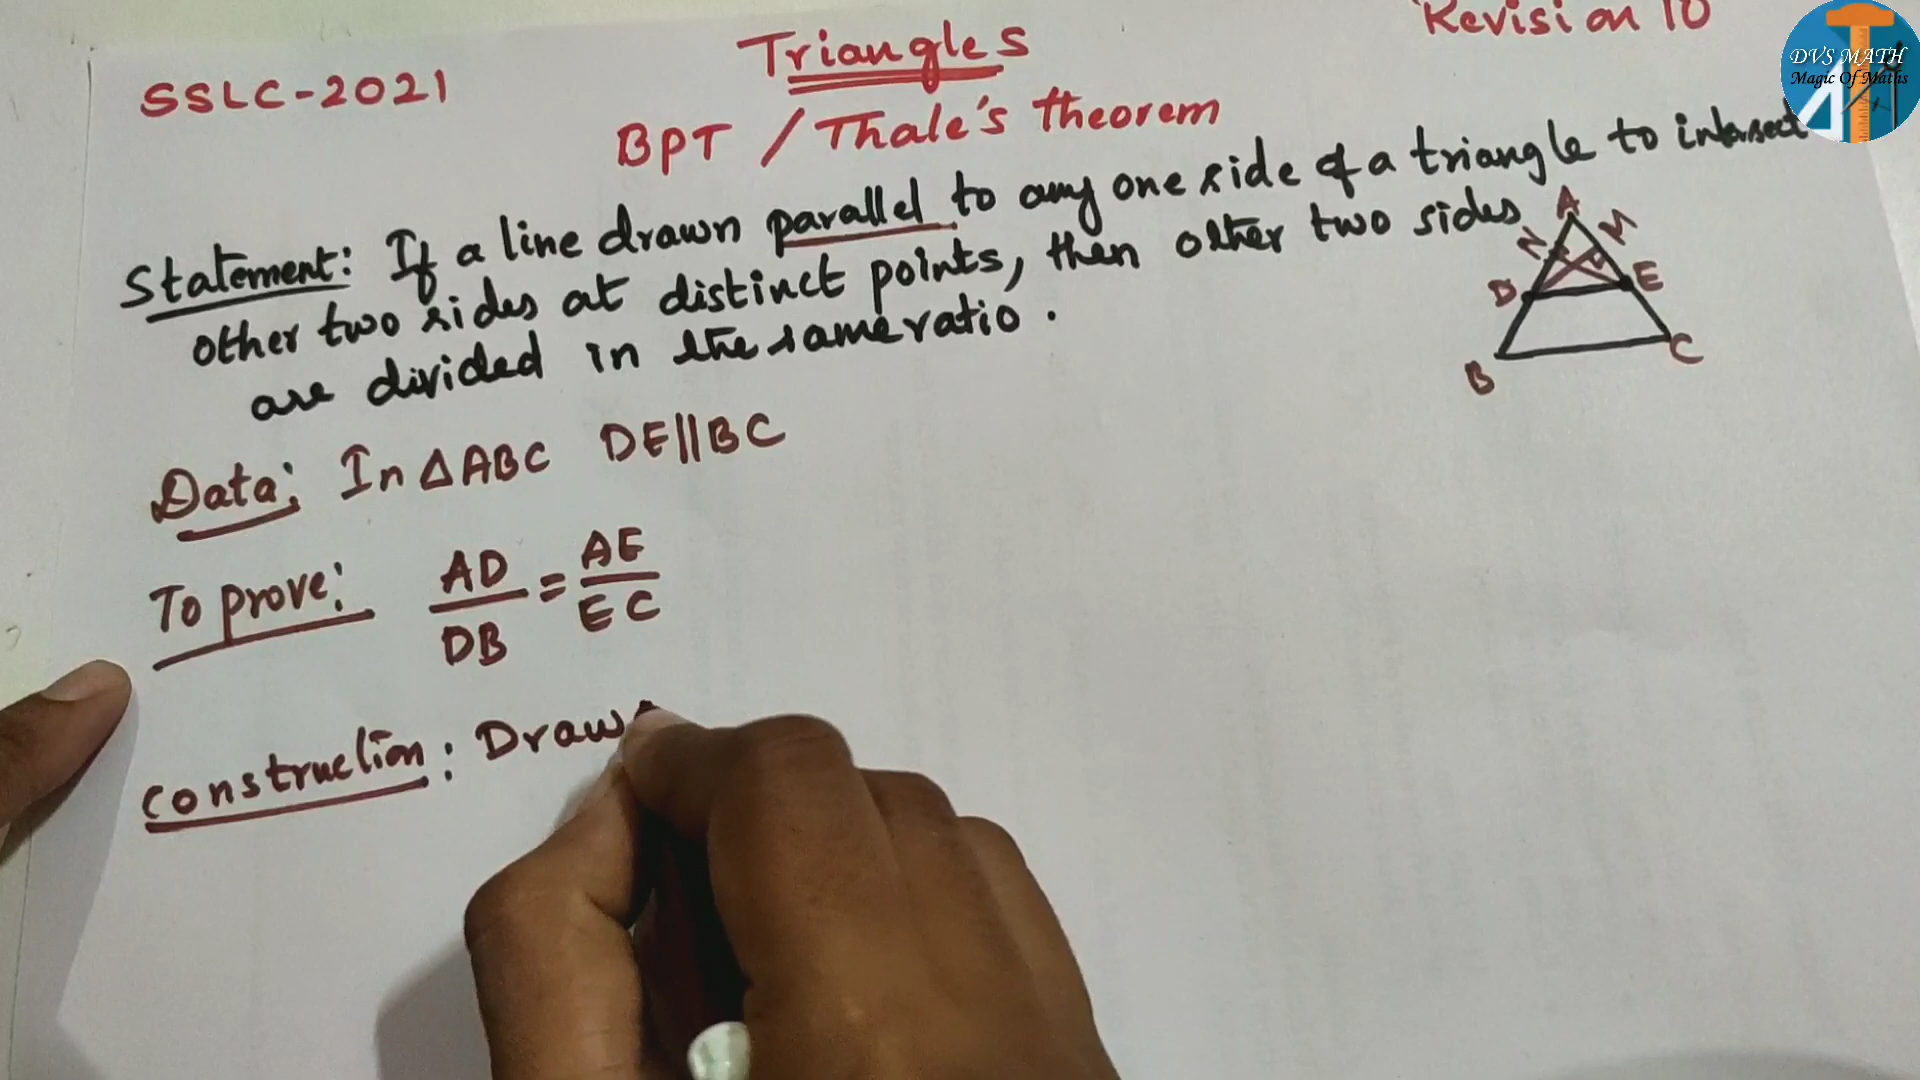 Revision 10
Triangles
SSLC-2021
BPT / Thale's theorem
Statement: If a line drawn parallel to any one side of a triangle to intersect
other two sides at distinct points, then other two sides
are divided in the same ratio.
A
N M
D E
B C
Data: In △ABC DE||BC
To prove: AD/DB = AE/EC
Construction: Draw
DVS MATH
Magic Of Maths